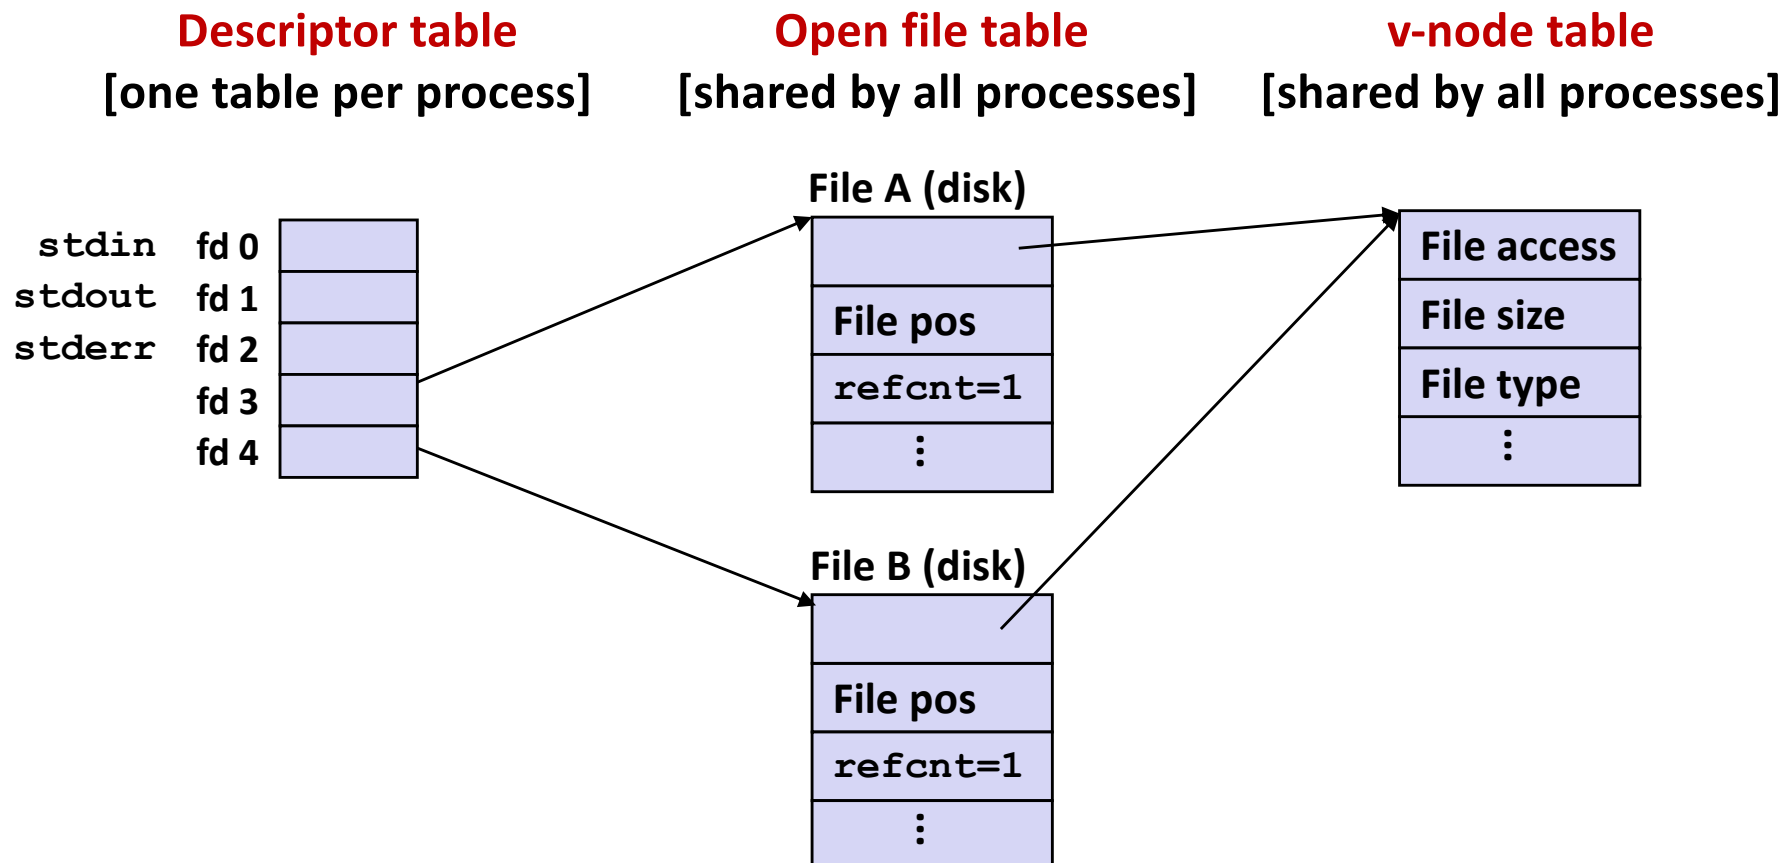 Descriptor table
[one table per process]
Open file table
[shared by all processes]
v-node table
[shared by all processes]
stdin fd 0
stdout fd 1
stderr fd 2
fd 3
fd 4
File A (disk)
File pos
refcnt=1
⋮
File B (disk)
File pos
refcnt=1
⋮
File access
File size
File type
⋮